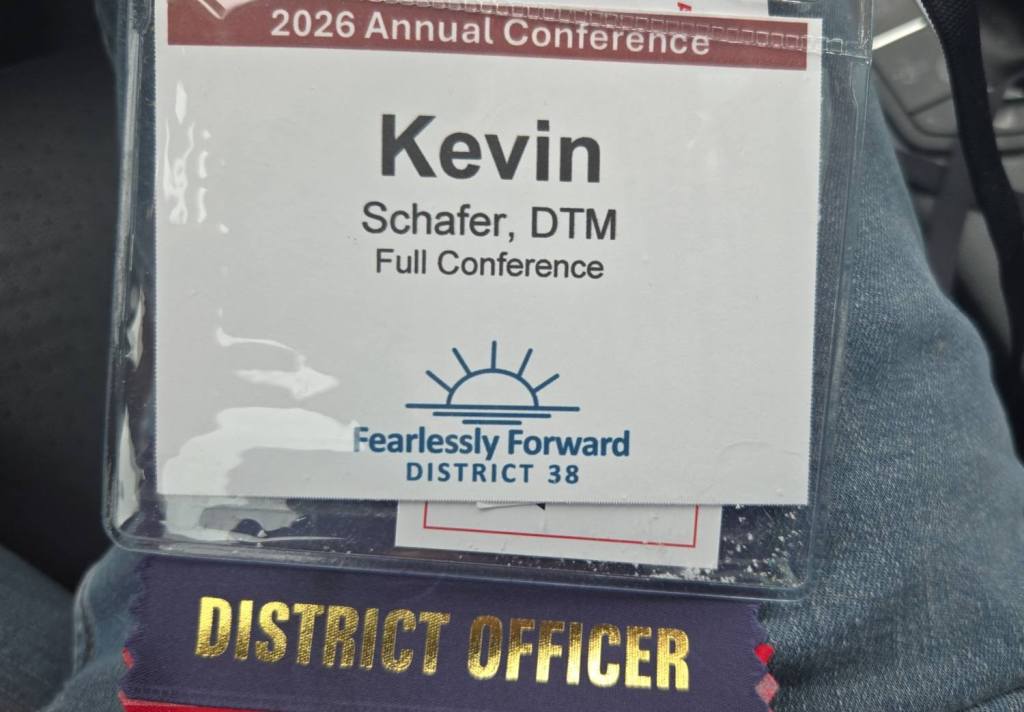 2026 Annual Conference
Kevin
Schafer, DTM
Full Conference
Fearlessly Forward
DISTRICT 38
DISTRICT OFFICER